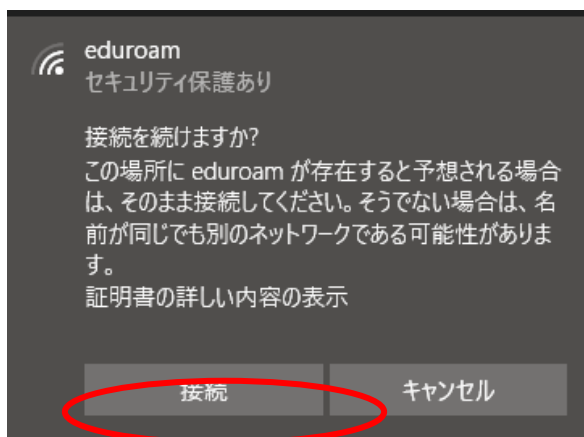 eduroam
セキュリティ保護あり
接続を続けますか?
この場所に eduroam が存在すると予想される場合
は、そのまま接続してください。そうでない場合は、名
前が同じでも別のネットワークである可能性がありま
す。
証明書の詳しい内容の表示
接続 キャンセル